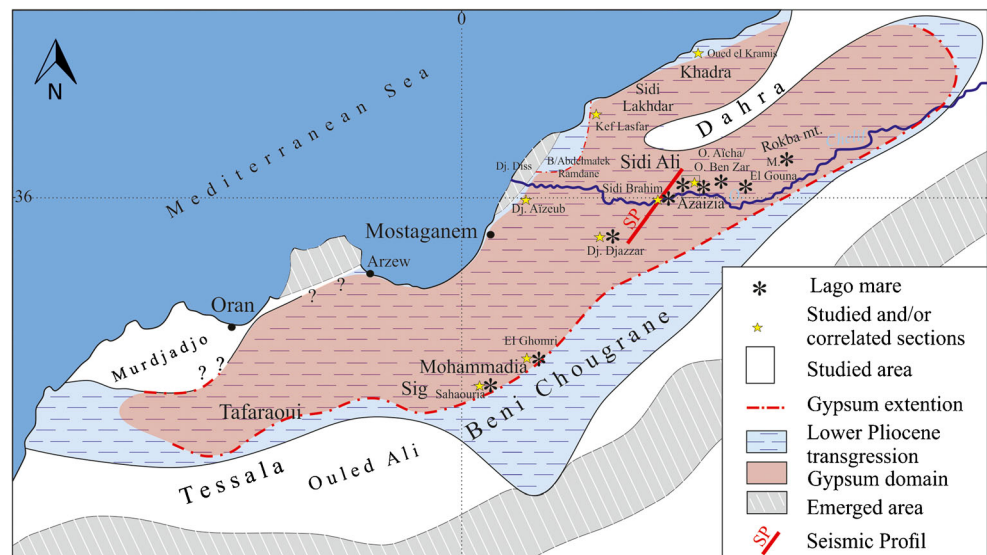 0
N
36
Mediterranean Sea
Oued el Kramis
Khadra
Sidi
Lakhdar
Kef Lasfar
Dahra
Rokba mt.
Sidi Ali
O. Aïcha/
O. Ben Zar
M.
El Gouna
Dj. Diss
B/Abdelmalek
Ramdane
Sidi Brahim
Azaizia
SP
Dj. Aïzeub
Mostaganem
Dj. Djazzar
Arzew
? ?
Oran
Murdjadjo
? ?
El Ghomri
Mohammadia
Sig
Sahaouria
Tafaraoui
Beni Chougrane
Tessala
Ouled Ali
Lago mare
Studied and/or
correlated sections
Studied area
Gypsum extention
Lower Pliocene
transgression
Gypsum domain
Emerged area
SP
Seismic Profil